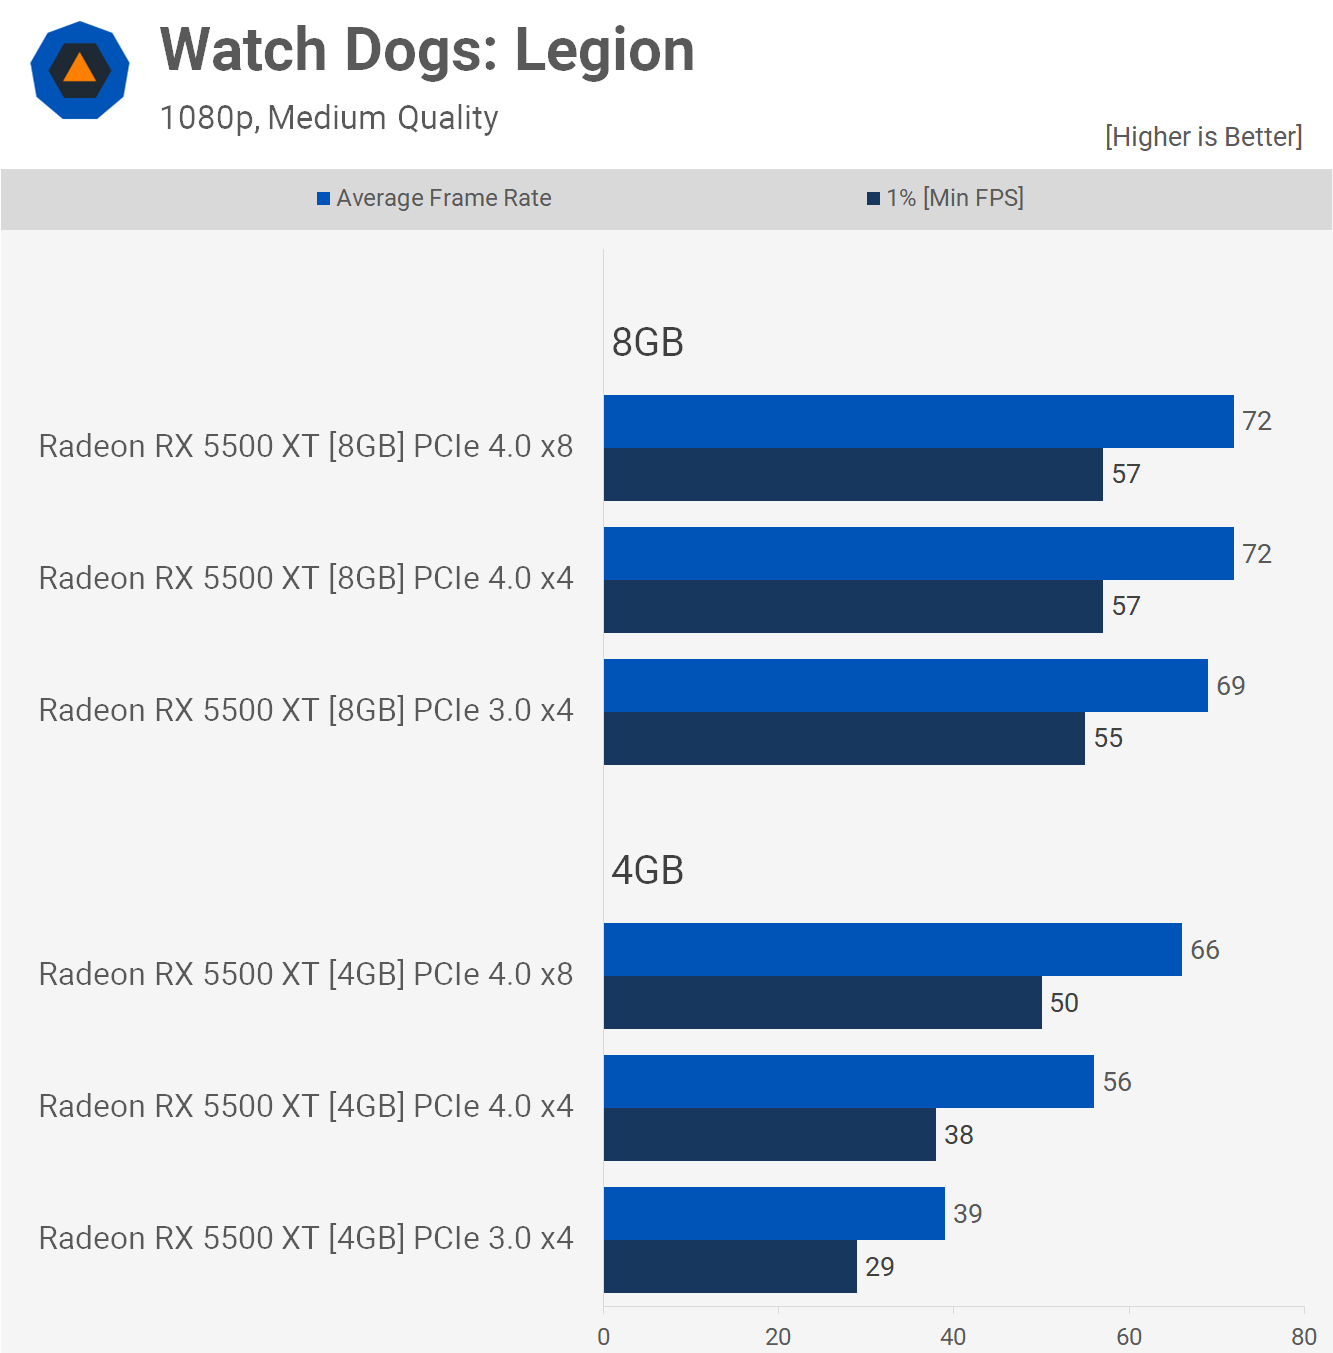 Watch Dogs: Legion
1080p, Medium Quality
[Higher is Better]
Average Frame Rate
1% [Min FPS]
8GB
Radeon RX 5500 XT [8GB] PCIe 4.0 x8
72
57
Radeon RX 5500 XT [8GB] PCIe 4.0 x4
72
57
Radeon RX 5500 XT [8GB] PCIe 3.0 x4
69
55
4GB
Radeon RX 5500 XT [4GB] PCIe 4.0 x8
66
50
Radeon RX 5500 XT [4GB] PCIe 4.0 x4
56
38
Radeon RX 5500 XT [4GB] PCIe 3.0 x4
39
29
0 20 40 60 80